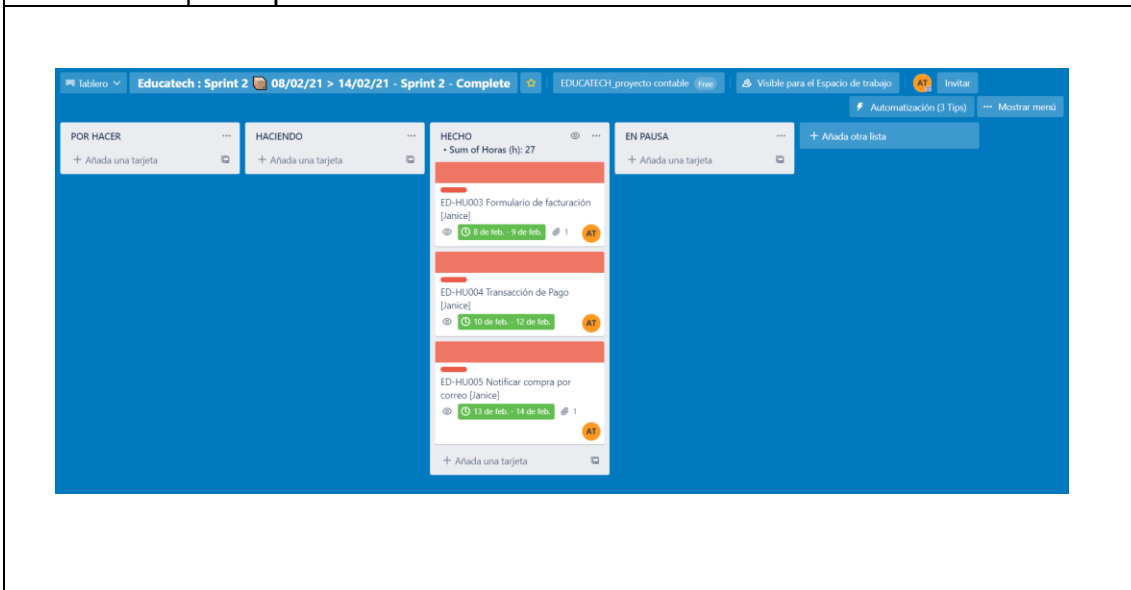 Tablero
Educatech : Sprint 2 08/02/21 > 14/02/21 - Sprint 2 - Complete
EDUCATECH_proyecto contable Free
Visible para el Espacio de trabajo
AT
Invitar
Automatización (3 Tips)
··· Mostrar menú
POR HACER
+ Añada una tarjeta
HACIENDO
+ Añada una tarjeta
HECHO
• Sum of Horas (h): 27
ED-HU003 Formulario de facturación
[Janice]
8 de feb. - 9 de feb.
1
AT
ED-HU004 Transacción de Pago
[Janice]
10 de feb. - 12 de feb.
AT
ED-HU005 Notificar compra por
correo [Janice]
13 de feb. - 14 de feb.
1
AT
+ Añada una tarjeta
EN PAUSA
+ Añada una tarjeta
+ Añada otra lista